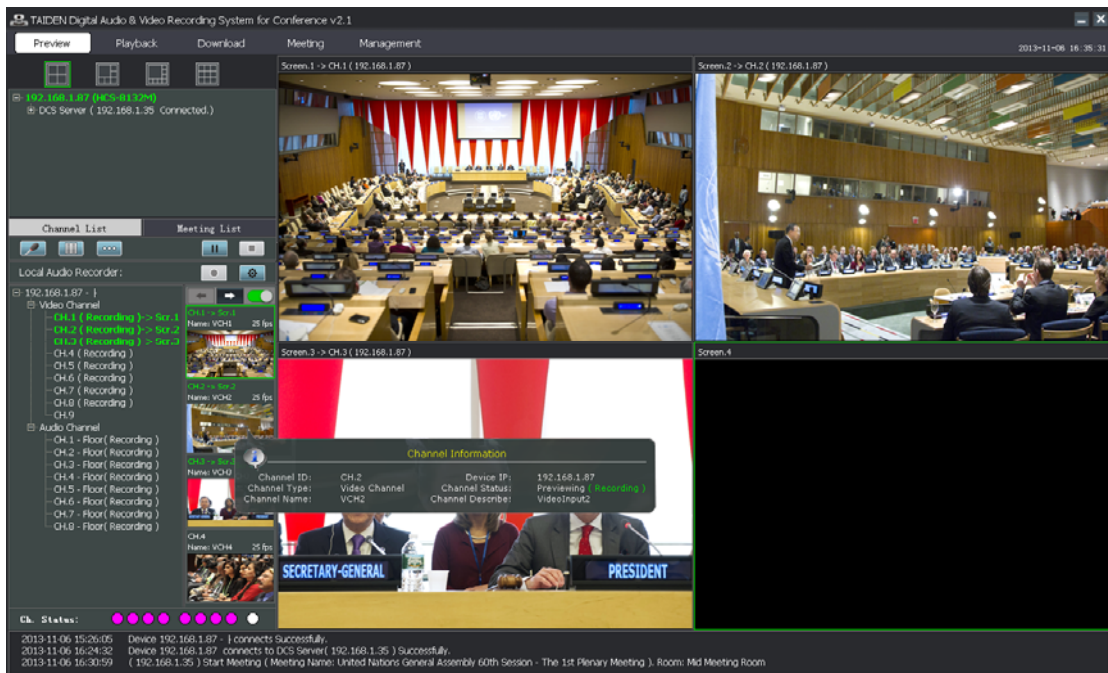 TAIDEN Digital Audio & Video Recording System for Conference v2.1
Preview Playback Download Meeting Management
2013-11-06 16:35:31
192.168.1.87 (HCS-8132M)
DCS Server ( 192.168.1.35 Connected.)
Channel List Meeting List
Local Audio Recorder:
192.168.1.87 - }
Video Channel
CH.1 ( Recording )-> Scr.1
CH.2 ( Recording )-> Scr.2
CH.3 ( Recording )-> Scr.3
CH.4 ( Recording )
CH.5 ( Recording )
CH.6 ( Recording )
CH.7 ( Recording )
CH.8 ( Recording )
CH.9
Audio Channel
CH.1 - Floor( Recording )
CH.2 - Floor( Recording )
CH.3 - Floor( Recording )
CH.4 - Floor( Recording )
CH.5 - Floor( Recording )
CH.6 - Floor( Recording )
CH.7 - Floor( Recording )
CH.8 - Floor( Recording )
CH.1 -> Scr.1
Name: VCH1 25 fps
CH.2 -> Scr.2
Name: VCH2 25 fps
CH.3 -> Scr.3
Name: VCH3
CH.4
Name: VCH4 25 fps
Ch. Status:
Screen.1 -> CH.1 ( 192.168.1.87 )
Screen.2 -> CH.2 ( 192.168.1.87 )
Screen.3 -> CH.3 ( 192.168.1.87 )
Screen.4
Channel Information
Channel ID: CH.2 Device IP: 192.168.1.87
Channel Type: Video Channel Channel Status: Previewing ( Recording )
Channel Name: VCH2 Channel Describe: VideoInput2
SECRETARY-GENERAL PRESIDENT
2013-11-06 15:26:05 Device 192.168.1.87 - } connects Successfully.
2013-11-06 16:24:32 Device 192.168.1.87 connects to DCS Server( 192.168.1.35 ) Successfully.
2013-11-06 16:30:59 ( 192.168.1.35 ) Start Meeting ( Meeting Name: United Nations General Assembly 60th Session - The 1st Plenary Meeting ). Room: Mid Meeting Room